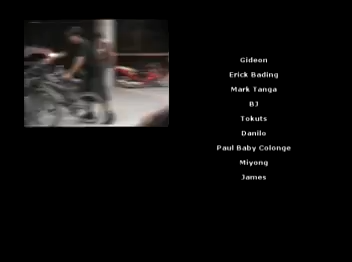 Gideon
Erick Bading
Mark Tanga
BJ
Tokuts
Danilo
Paul Baby Colonge
Miyong
James